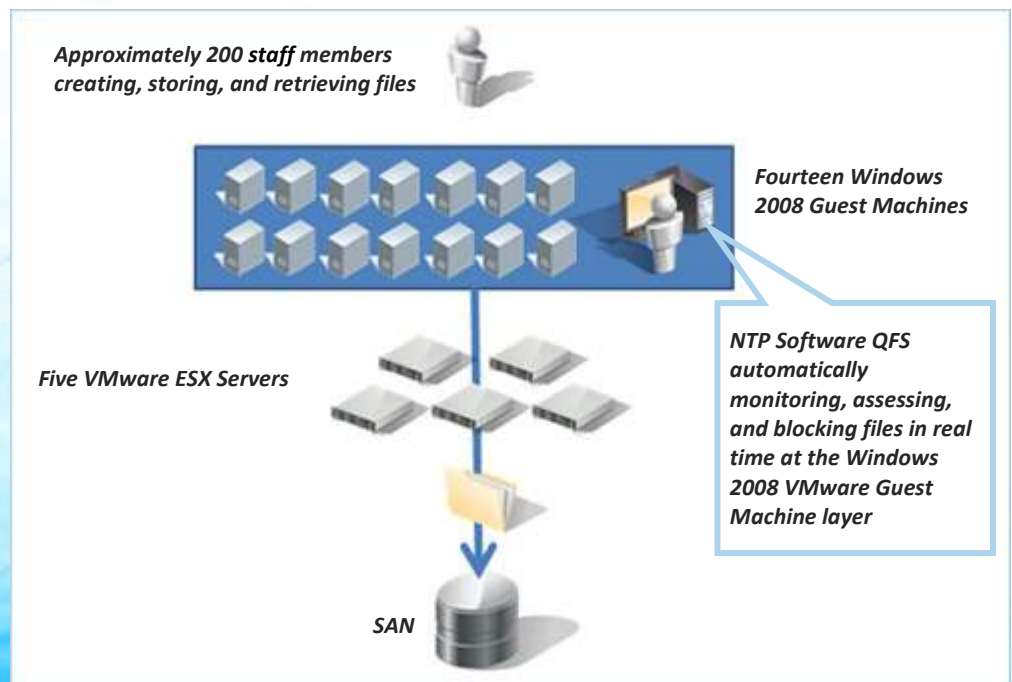 Approximately 200 staff members
creating, storing, and retrieving files
Fourteen Windows
2008 Guest Machines
NTP Software QFS
automatically
monitoring, assessing,
and blocking files in real
time at the Windows
2008 VMware Guest
Machine layer
Five VMware ESX Servers
SAN